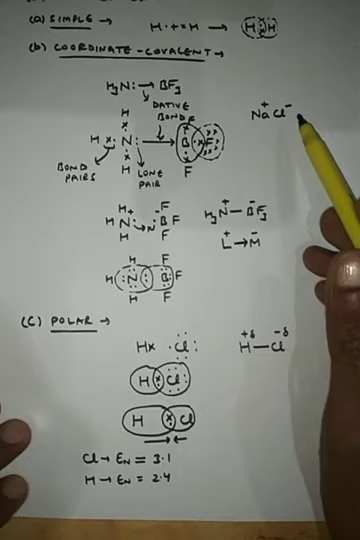 (a) SIMPLE →
H·+×H → H×·H
(b) COORDINATE-COVALENT →
H₃N: → BF₃
DATIVE BOND
H F
H N: → B F
H F
BOND PAIRS
LONE PAIR
Na⁺ Cl⁻
H⁺ ⁻F
H N → B F
H F
H₃N⁺—B⁻F₃
L⁺→M⁻
H F
H N B F
H F
(C) POLAR →
H× ·Cl:
+δ -δ
H—Cl
H Cl
H Cl
Cl → EN = 3.1
H → EN = 2.4